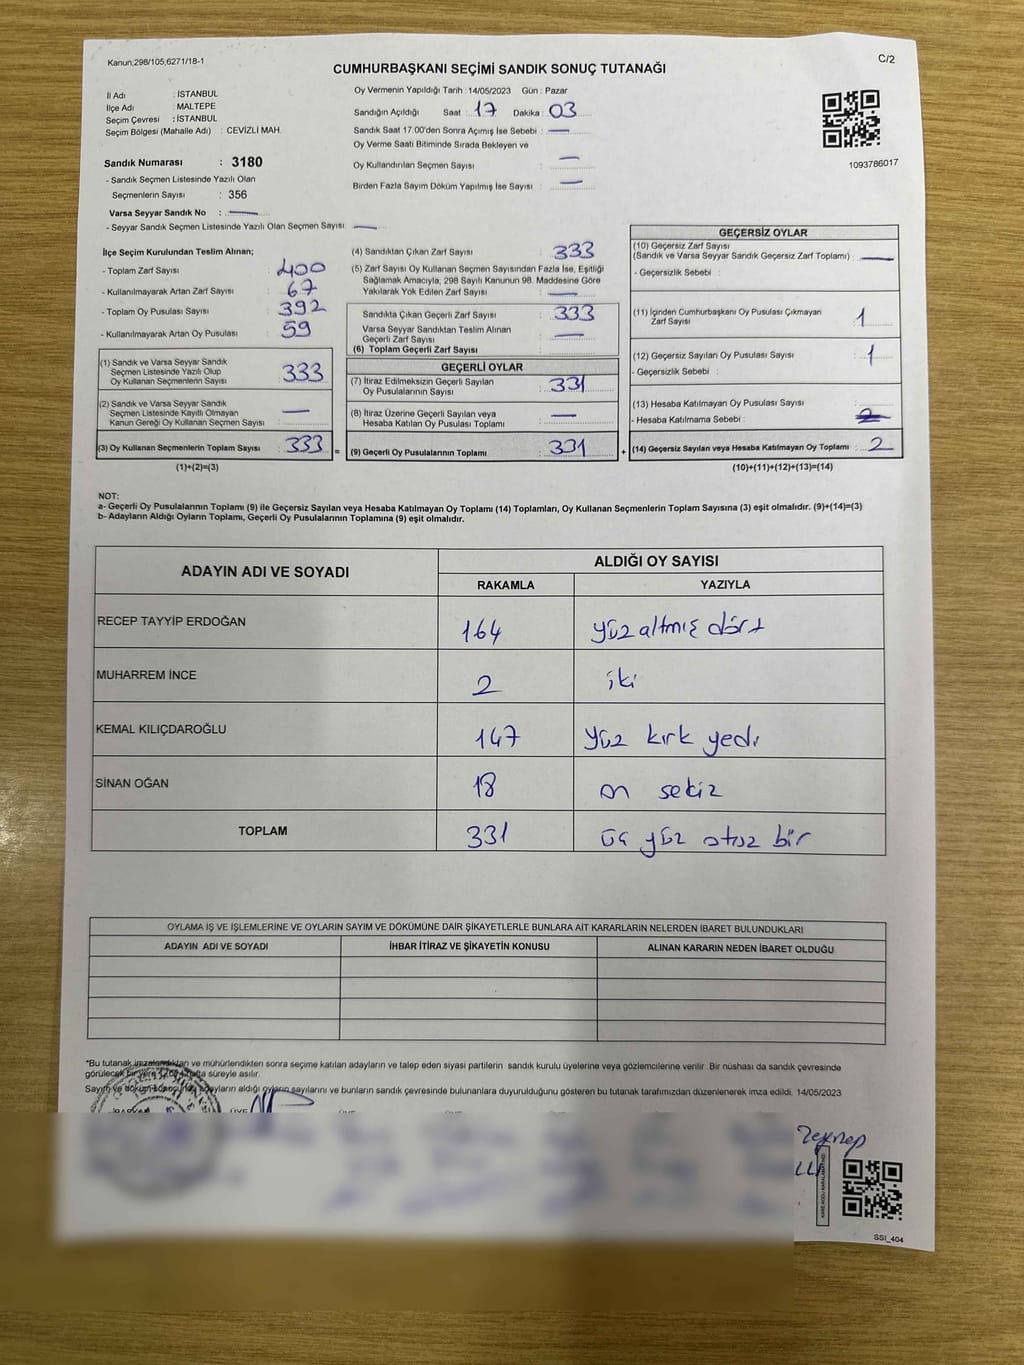 Kanun,298/105,6271/18-1
C/2
CUMHURBAŞKANI SEÇİMİ SANDIK SONUÇ TUTANAĞI
İl Adı : İSTANBUL
İlçe Adı : MALTEPE
Seçim Çevresi : İSTANBUL
Seçim Bölgesi (Mahalle Adı) : CEVİZLİ MAH.
Sandık Numarası : 3180
- Sandık Seçmen Listesinde Yazılı Olan
Seçmenlerin Sayısı : 356
Varsa Seyyar Sandık No : —
- Seyyar Sandık Seçmen Listesinde Yazılı Olan Seçmen Sayısı: —
Oy Vermenin Yapıldığı Tarih : 14/05/2023 Gün : Pazar
Sandığın Açıldığı Saat : 17 Dakika : 03
Sandık Saat 17:00'den Sonra Açmış İse Sebebi : —
Oy Verme Saati Bitiminde Sırada Bekleyen ve
Oy Kullandırılan Seçmen Sayısı : —
Birden Fazla Sayım Döküm Yapılmış İse Sayısı : —
1093786017
İlçe Seçim Kurulundan Teslim Alınan;
- Toplam Zarf Sayısı : 400
- Kullanılmayarak Artan Zarf Sayısı : 67
- Toplam Oy Pusulası Sayısı : 392
- Kullanılmayarak Artan Oy Pusulası : 59
(1) Sandık ve Varsa Seyyar Sandık
Seçmen Listesinde Yazılı Olup
Oy Kullanan Seçmenlerin Sayısı : 333
(2) Sandık ve Varsa Seyyar Sandık
Seçmen Listesinde Kayıtlı Olmayan
Kanun Gereği Oy Kullanan Seçmen Sayısı : —
(3) Oy Kullanan Seçmenlerin Toplam Sayısı : 333 =
(1)+(2)=(3)
(4) Sandıktan Çıkan Zarf Sayısı : 333
(5) Zarf Sayısı Oy Kullanan Seçmen Sayısından Fazla İse, Eşitliği
Sağlamak Amacıyla, 298 Sayılı Kanunun 98. Maddesine Göre
Yakılarak Yok Edilen Zarf Sayısı : —
Sandıkta Çıkan Geçerli Zarf Sayısı : 333
Varsa Seyyar Sandıktan Teslim Alınan
Geçerli Zarf Sayısı : —
(6) Toplam Geçerli Zarf Sayısı :
GEÇERLİ OYLAR
(7) İtiraz Edilmeksizin Geçerli Sayılan
Oy Pusulalarının Sayısı : 331
(8) İtiraz Üzerine Geçerli Sayılan veya
Hesaba Katılan Oy Pusulası Toplamı : —
(9) Geçerli Oy Pusulalarının Toplamı : 331 +
GEÇERSİZ OYLAR
(10) Geçersiz Zarf Sayısı
(Sandık ve Varsa Seyyar Sandık Geçersiz Zarf Toplamı) : —
- Geçersizlik Sebebi :
(11) İçinden Cumhurbaşkanı Oy Pusulası Çıkmayan
Zarf Sayısı : 1
(12) Geçersiz Sayılan Oy Pusulası Sayısı : 1
- Geçersizlik Sebebi :
(13) Hesaba Katılmayan Oy Pusulası Sayısı :
- Hesaba Katılmama Sebebi : 2
(14) Geçersiz Sayılan veya Hesaba Katılmayan Oy Toplamı : 2
(10)+(11)+(12)+(13)=(14)
NOT:
a- Geçerli Oy Pusulalarının Toplamı (9) ile Geçersiz Sayılan veya Hesaba Katılmayan Oy Toplamı (14) Toplamları, Oy Kullanan Seçmenlerin Toplam Sayısına (3) eşit olmalıdır. (9)+(14)=(3)
b- Adayların Aldığı Oyların Toplamı, Geçerli Oy Pusulalarının Toplamına (9) eşit olmalıdır.
ADAYIN ADI VE SOYADI ALDIĞI OY SAYISI
RAKAMLA YAZIYLA
RECEP TAYYİP ERDOĞAN 164 yüz altmış dört
MUHARREM İNCE 2 iki
KEMAL KILIÇDAROĞLU 147 yüz kırk yedi
SİNAN OĞAN 18 on sekiz
TOPLAM 331 üç yüz otuz bir
OYLAMA İŞ VE İŞLEMLERİNE VE OYLARIN SAYIM VE DÖKÜMÜNE DAİR ŞİKAYETLERLE BUNLARA AİT KARARLARIN NELERDEN İBARET BULUNDUKLARI
ADAYIN ADI VE SOYADI İHBAR İTİRAZ VE ŞİKAYETİN KONUSU ALINAN KARARIN NEDEN İBARET OLDUĞU
*Bu tutanak imzalandıktan ve mühürlendikten sonra seçime katılan adayların ve talep eden siyasi partilerin sandık kurulu üyelerine veya gözlemcilerine verilir. Bir nüshası da sandık çevresinde
görülecek bir yere hafta süreyle asılır.
Sayım ve döküm adayların aldığı oyların sayılarını ve bunların sandık çevresinde bulunanlara duyurulduğunu gösteren bu tutanak tarafımızdan düzenlenerek imza edildi. 14/05/2023
Zeynep
SSI_404